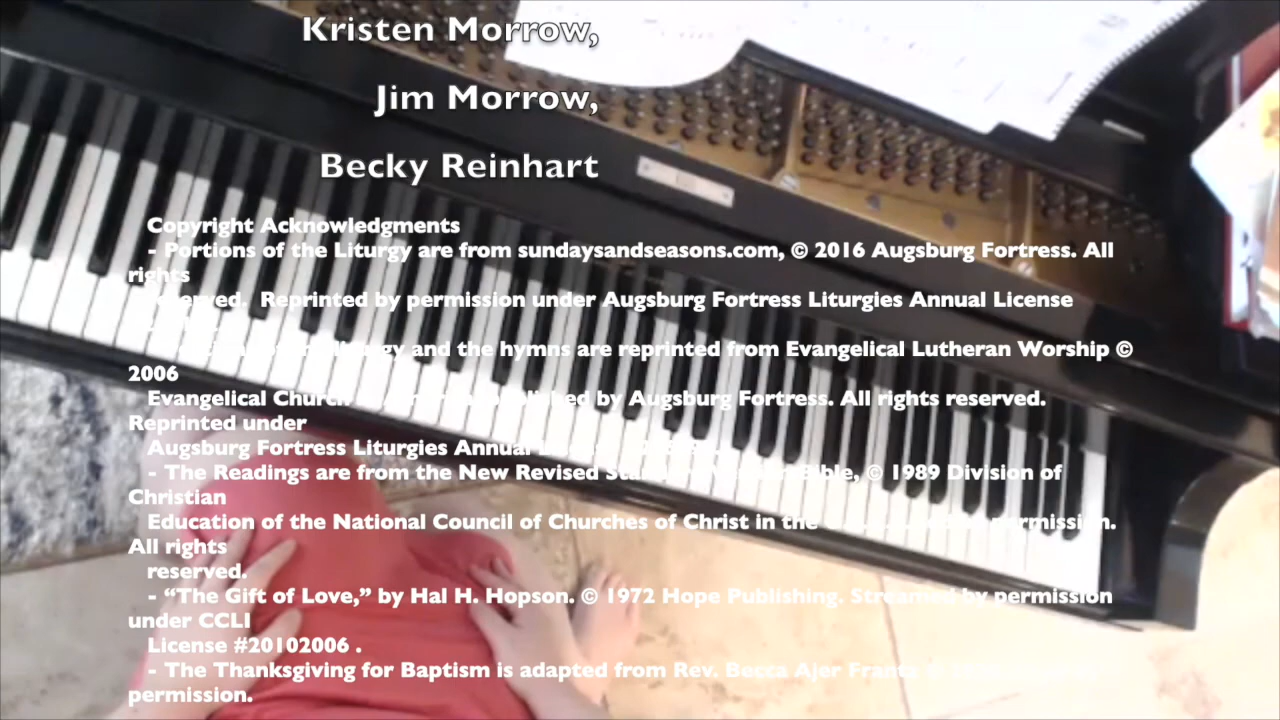 Kristen Morrow,
Jim Morrow,
Becky Reinhart
Copyright Acknowledgments
- Portions of the Liturgy are from sundaysandseasons.com, © 2016 Augsburg Fortress. All
rights
reserved. Reprinted by permission under Augsburg Fortress Liturgies Annual License
and the hymns are reprinted from Evangelical Lutheran Worship ©
2006
Evangelical Church by Augsburg Fortress. All rights reserved.
Reprinted under
Augsburg Fortress Liturgies Annual
- The Readings are from the New Revised Bible, © 1989 Division of
Christian
Education of the National Council of Churches of Christ in the permission.
All rights
reserved.
- “The Gift of Love,” by Hal H. Hopson. © 1972 Hope Publishing. Streamed by permission
under CCLI
License #20102006 .
- The Thanksgiving for Baptism is adapted from Rev. Becca Ajer Frantz
permission.